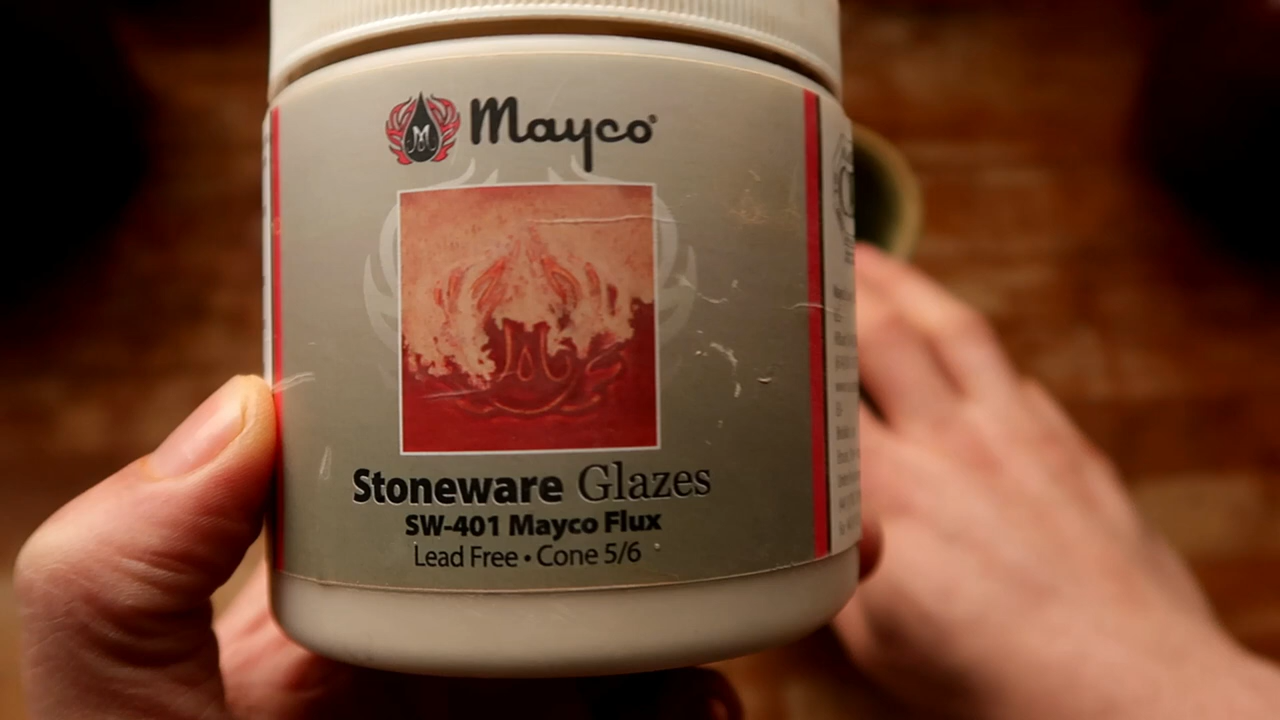 Mayco
Stoneware Glazes
SW-401 Mayco Flux
Lead Free • Cone 5/6